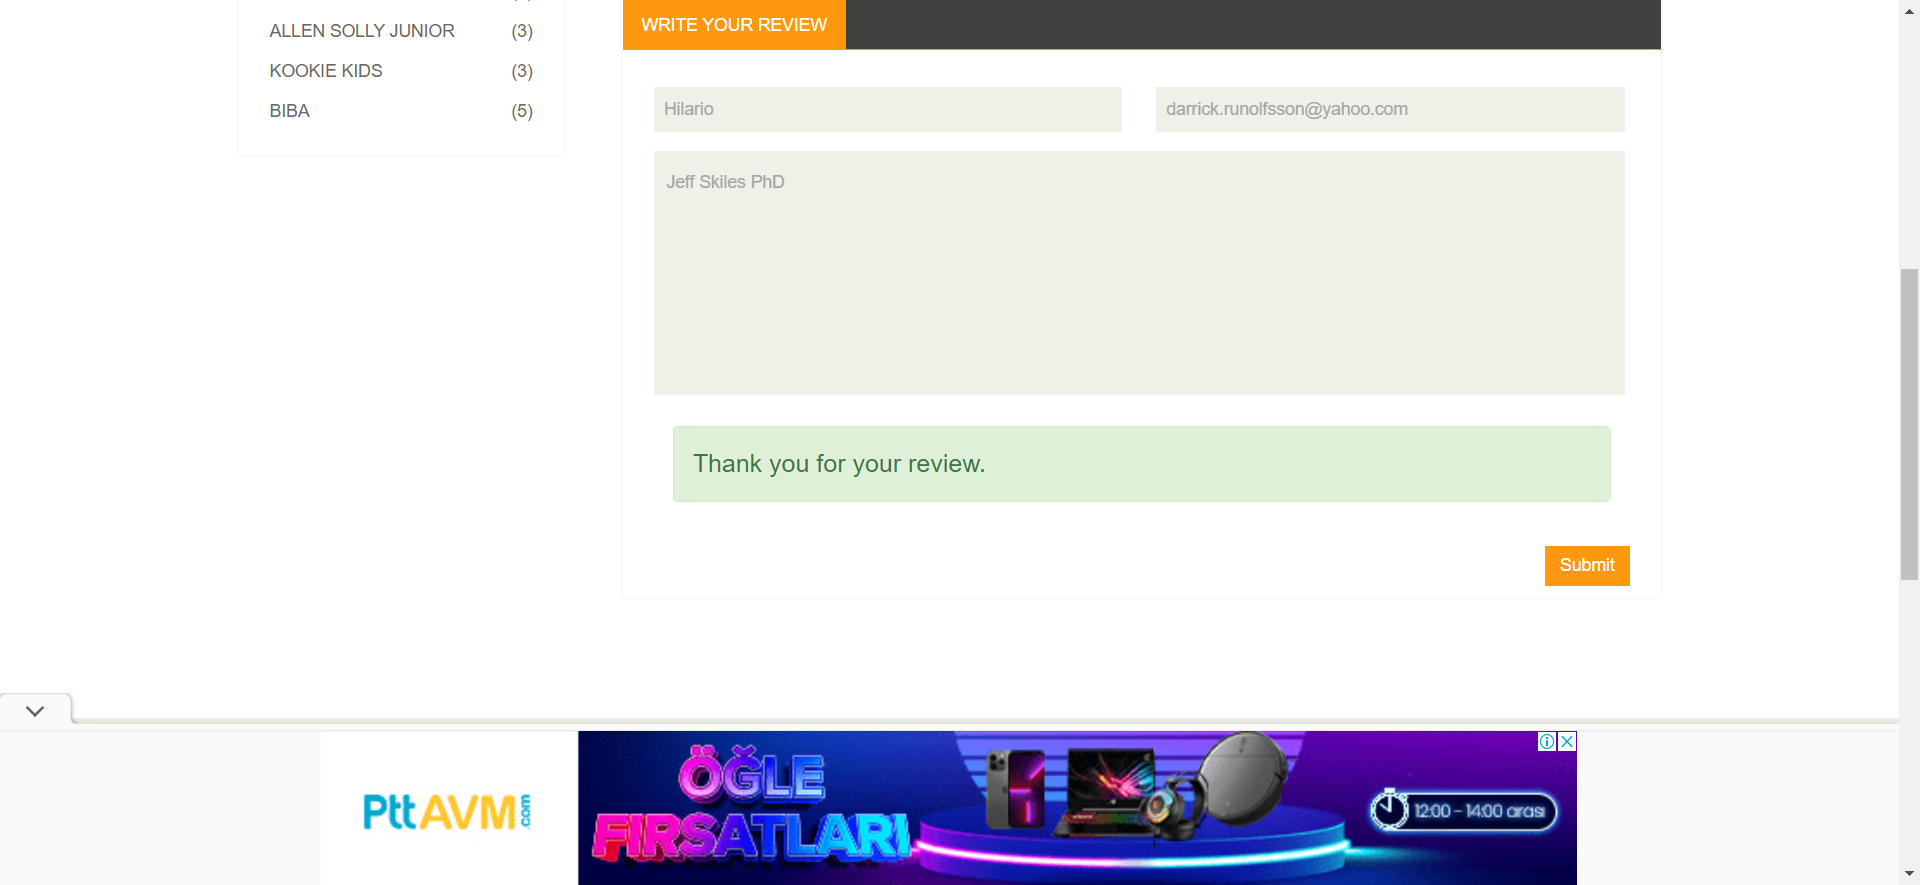 ALLEN SOLLY JUNIOR (3)
KOOKIE KIDS (3)
BIBA (5)
WRITE YOUR REVIEW
Hilario
darrick.runolfsson@yahoo.com
Jeff Skiles PhD
Thank you for your review.
Submit
PttAVM.com
ÖĞLE
FIRSATLARI
12:00 - 14:00 arası